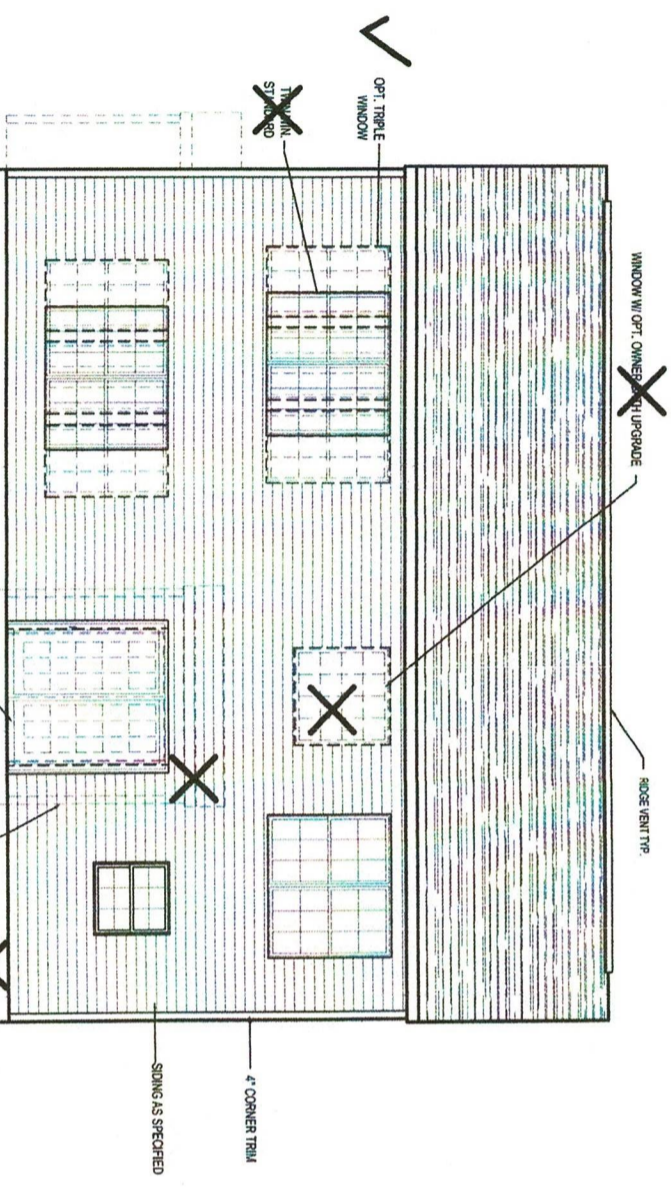 WINDOW W/ OPT. OWNER UPGRADE
RIDGE VENT TYP.
OPT. TRIPLE
WINDOW
4" CORNER TRIM
SIDING AS SPECIFIED